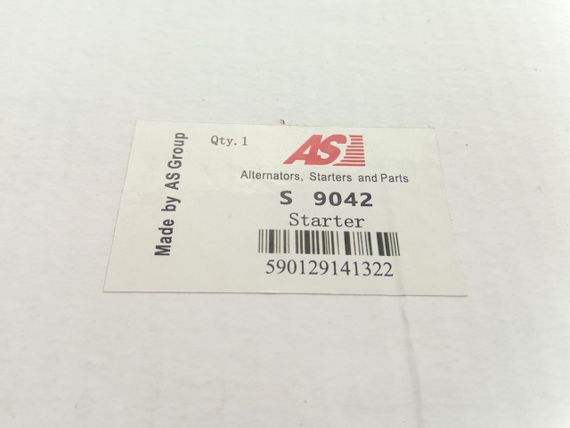 Made by AS Group
Qty. 1
AS
Alternators, Starters and Parts
S 9042
Starter
590129141322